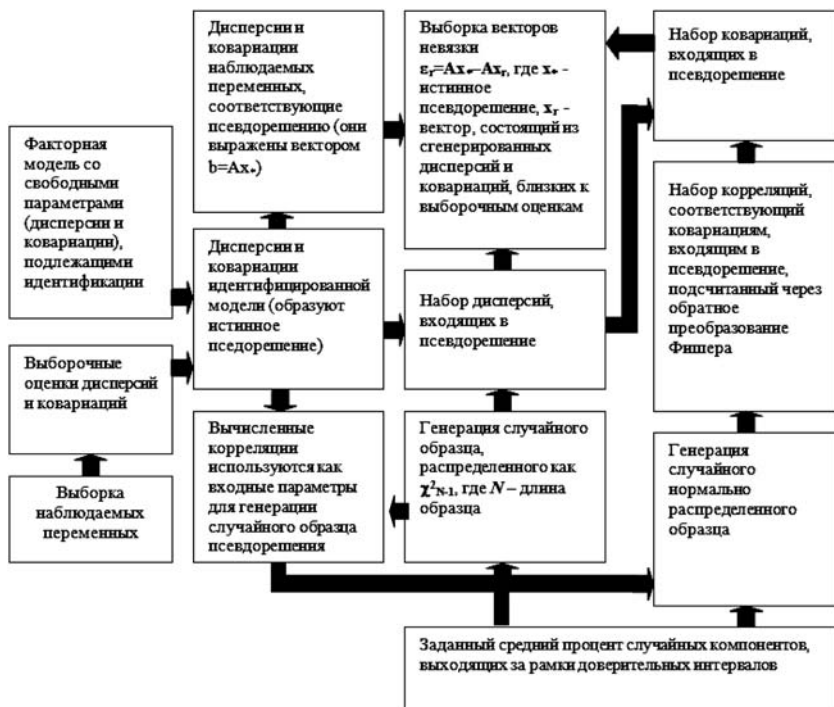 Факторная
модель со
свободными
параметрами
(дисперсии и
ковариации),
подлежащими
идентификации
Выборочные
оценки дисперсий
и ковариаций
Выборка
наблюдаемых
переменных
Дисперсии и
ковариации
наблюдаемых
переменных,
соответствующие
псевдорешению (они
выражены вектором
b=Ax*)
Дисперсии и
ковариации
идентифицированной
модели (образуют
истинное
пседорешение)
Вычисленные
корреляции
используются как
входные параметры
для генерации
случайного образца
псевдорешения
Выборка векторов
невязки
εr=Ax*–Axr, где x* -
истинное
псевдорешение, xr -
вектор, состоящий из
сгенерированных
дисперсий и
ковариаций, близких к
выборочным оценкам
Набор дисперсий,
входящих в
псевдорешение
Генерация случайного
образца,
распределенного как
χ²N-1, где N – длина
образца
Набор ковариаций,
входящих в
псевдорешение
Набор корреляций,
соответствующий
ковариациям,
входящим в
псевдорешение,
подсчитанный через
обратное
преобразование
Фишера
Генерация
случайного
нормально
распределенного
образца
Заданный средний процент случайных компонентов,
выходящих за рамки доверительных интервалов